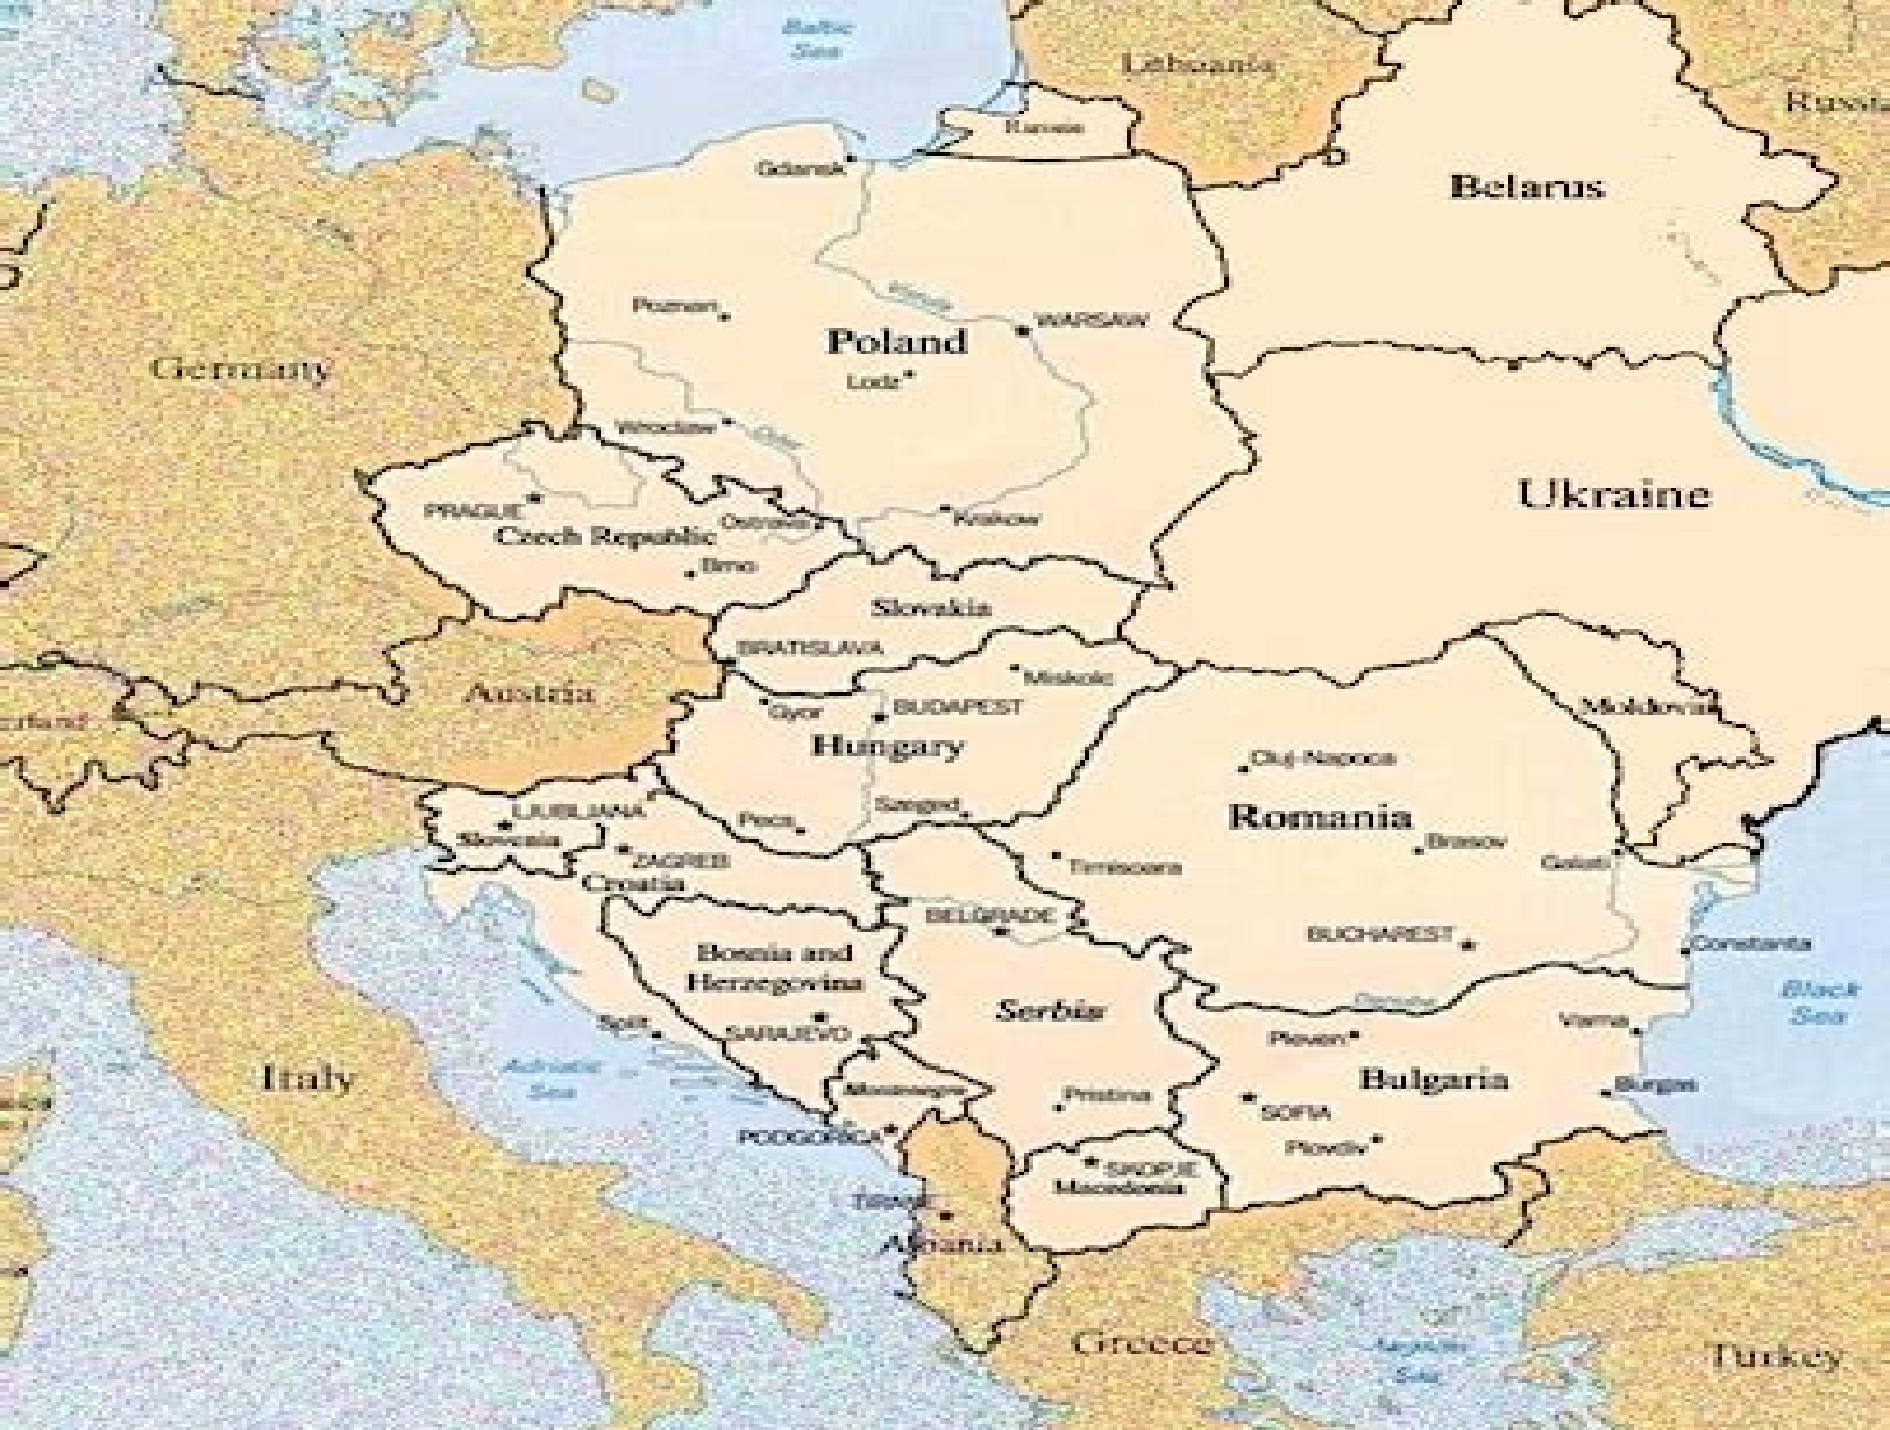 Baltic
Sea
Lithuania
Russia
Russia
Gdansk
Belarus
Poznan
WARSAW
Poland
Lodz
Germany
Wroclaw
Oder
Ukraine
PRAGUE
Ostrava
Krakow
Czech Republic
Brno
Slovakia
BRATISLAVA
Miskolc
Austria
Gyor
BUDAPEST
Moldova
Hungary
Cluj-Napoca
LJUBLJANA
Szeged
Pecs
Romania
Slovenia
Brasov
ZAGREB
Timisoara
Galati
Croatia
BELGRADE
BUCHAREST
Constanta
Bosnia and
Herzegovina
Black
Sea
Serbia
Danube
Split
SARAJEVO
Varna
Pleven
Adriatic
Sea
Italy
Bulgaria
Montenegro
Pristina
Burgas
SOFIA
PODGORICA
Plovdiv
SKOPJE
Macedonia
TIRANE
Albania
Greece
Aegean
Sea
Turkey